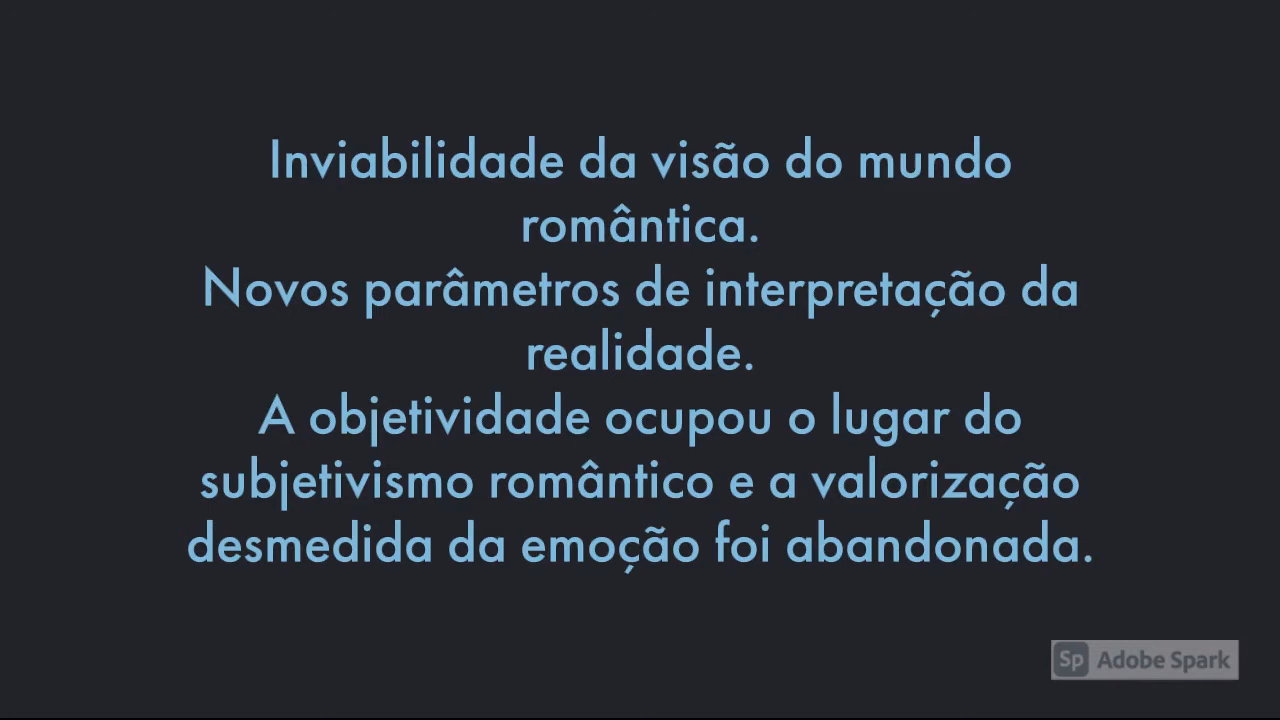 Inviabilidade da visão do mundo
romântica.
Novos parâmetros de interpretação da
realidade.
A objetividade ocupou o lugar do
subjetivismo romântico e a valorização
desmedida da emoção foi abandonada.
Sp Adobe Spark